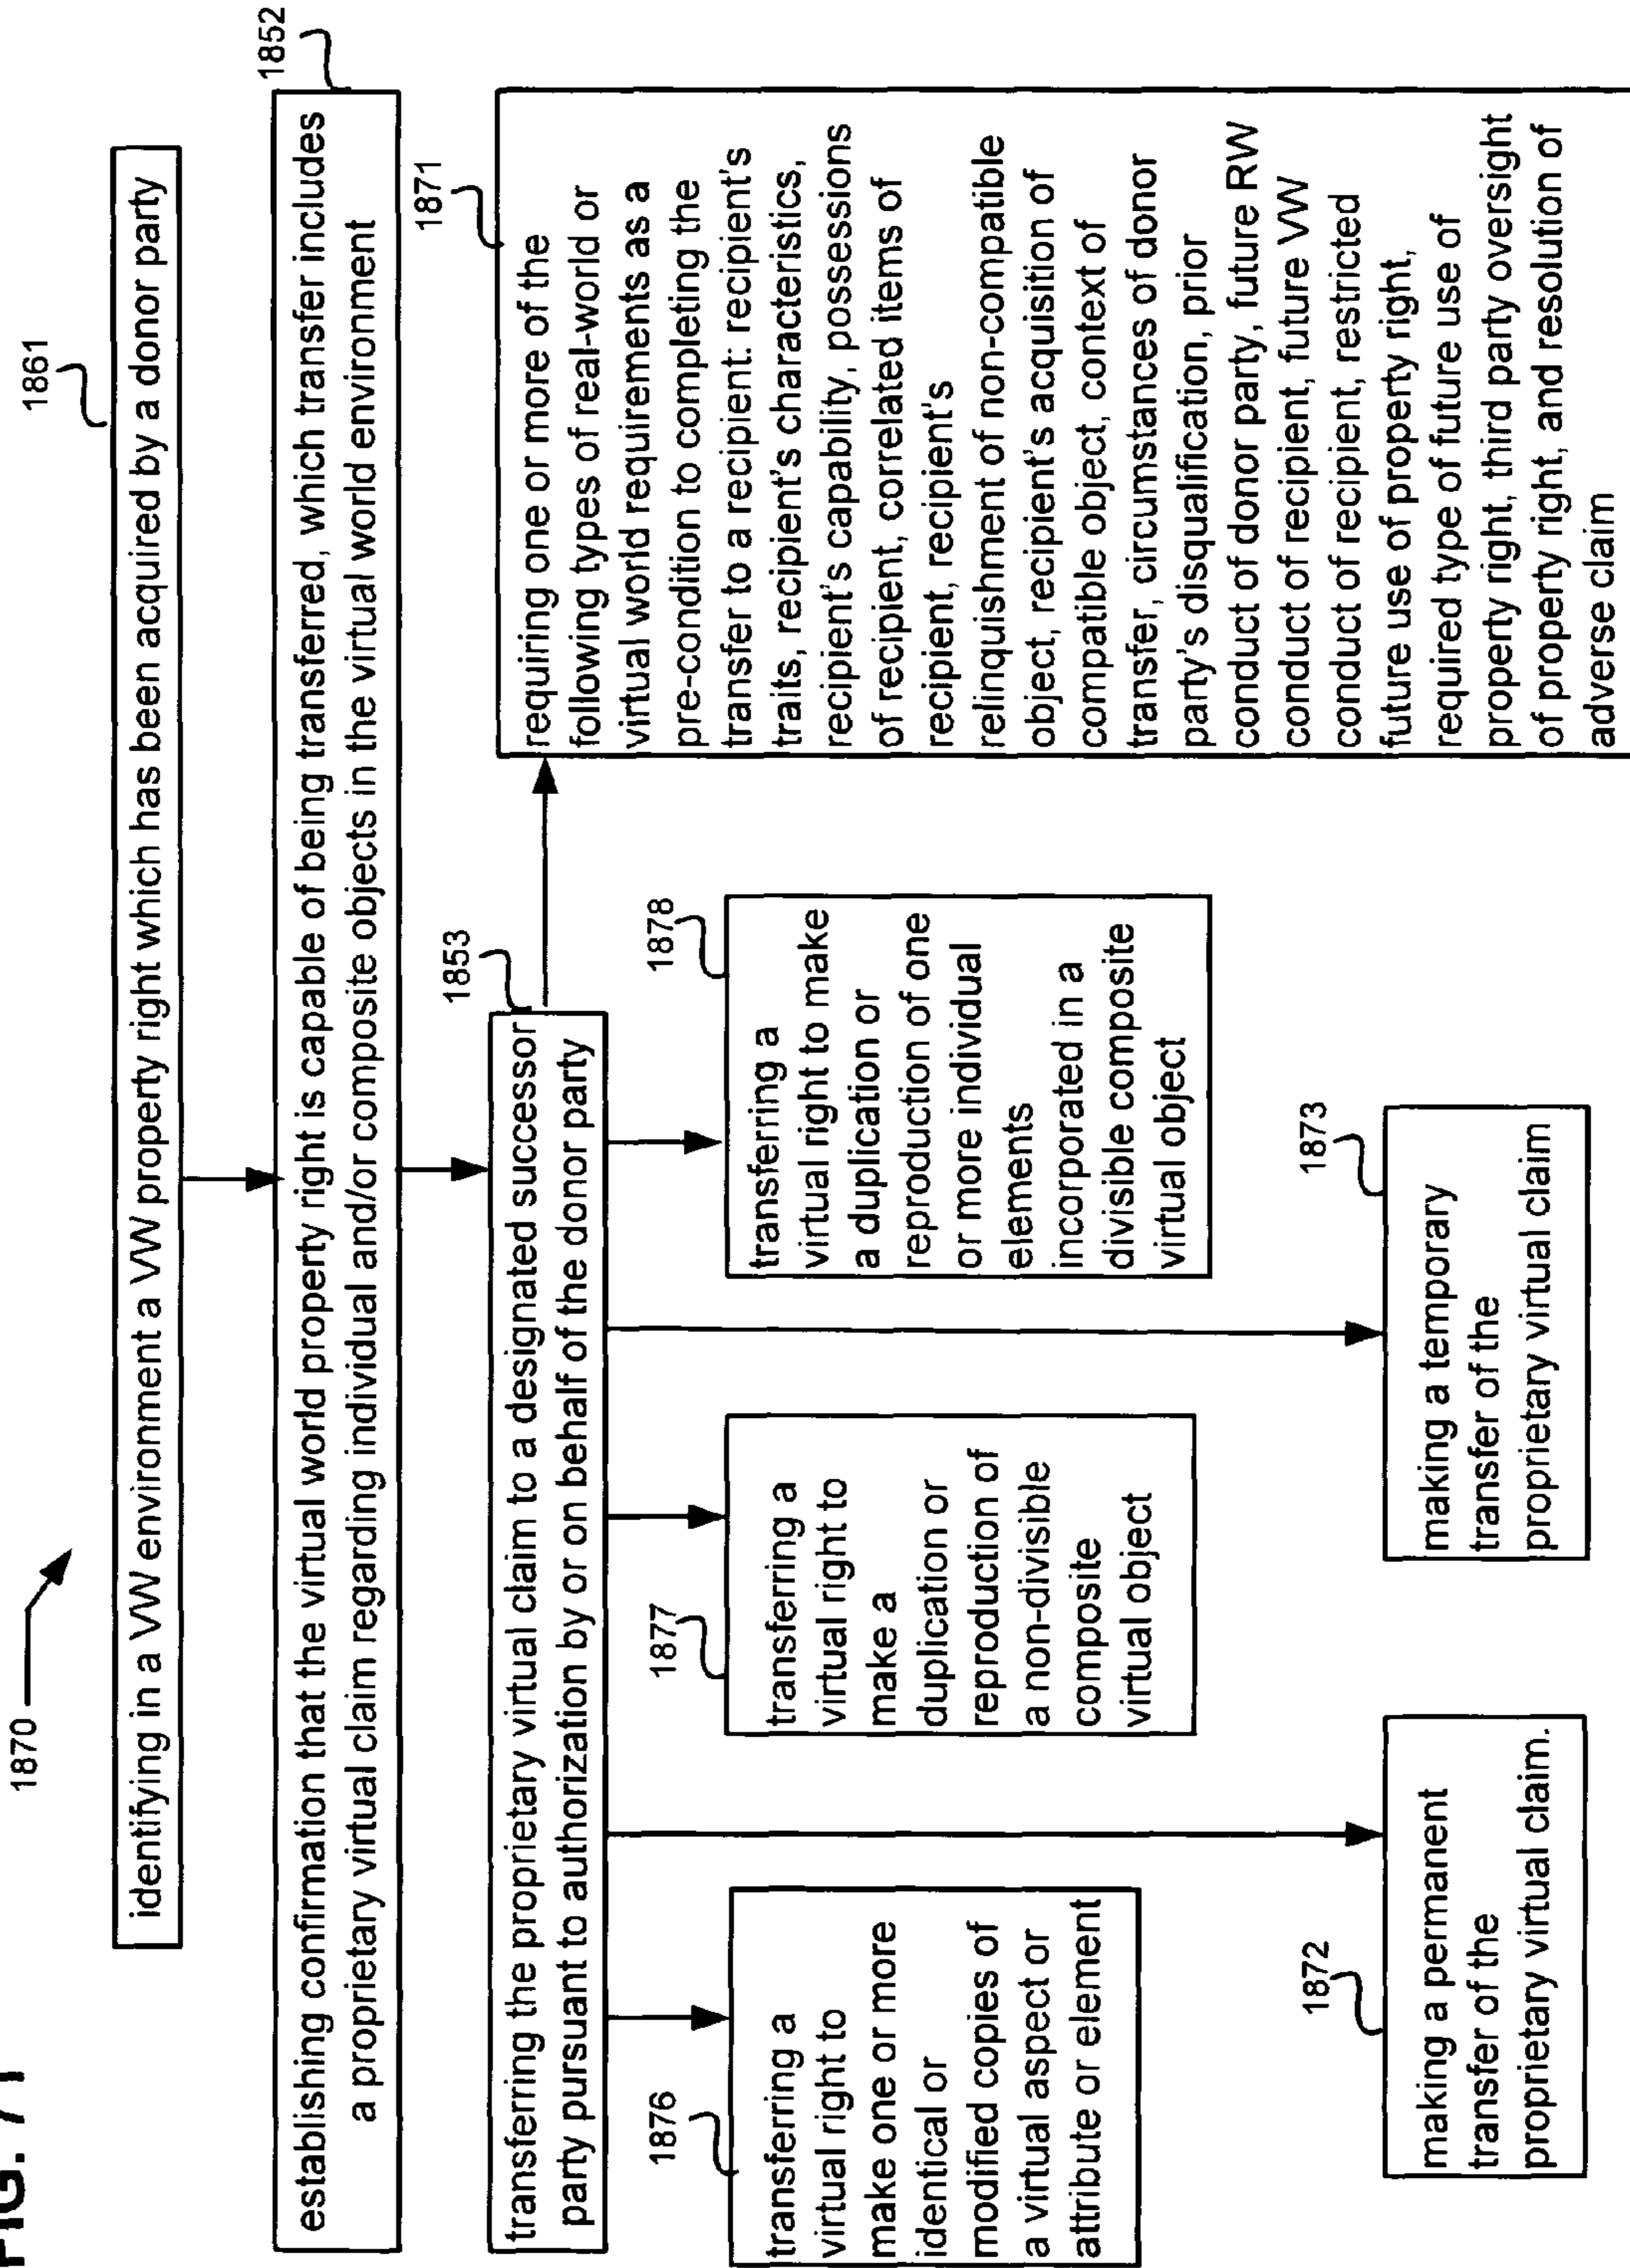 FIG. 71
1870
1861
identifying in a VW environment a VW property right which has been acquired by a donor party
1852
establishing confirmation that the virtual world property right is capable of being transferred, which transfer includes
a proprietary virtual claim regarding individual and/or composite objects in the virtual world environment
1853
transferring the proprietary virtual claim to a designated successor
party pursuant to authorization by or on behalf of the donor party
1871
requiring one or more of the
following types of real-world or
virtual world requirements as a
pre-condition to completing the
transfer to a recipient: recipient's
traits, recipient's characteristics,
recipient's capability, possessions
of recipient, correlated items of
recipient, recipient's
relinquishment of non-compatible
object, recipient's acquisition of
compatible object, context of
transfer, circumstances of donor
party's disqualification, prior
conduct of donor party, future RW
conduct of recipient, future VW
conduct of recipient, restricted
future use of property right,
required type of future use of
property right, third party oversight
of property right, and resolution of
adverse claim
1876
transferring a
virtual right to
make one or more
identical or
modified copies of
a virtual aspect or
attribute or element
1877
transferring a
virtual right to
make a
duplication or
reproduction of
a non-divisible
composite
virtual object
1878
transferring a
virtual right to make
a duplication or
reproduction of one
or more individual
elements
incorporated in a
divisible composite
virtual object
1872
making a permanent
transfer of the
proprietary virtual claim.
1873
making a temporary
transfer of the
proprietary virtual claim